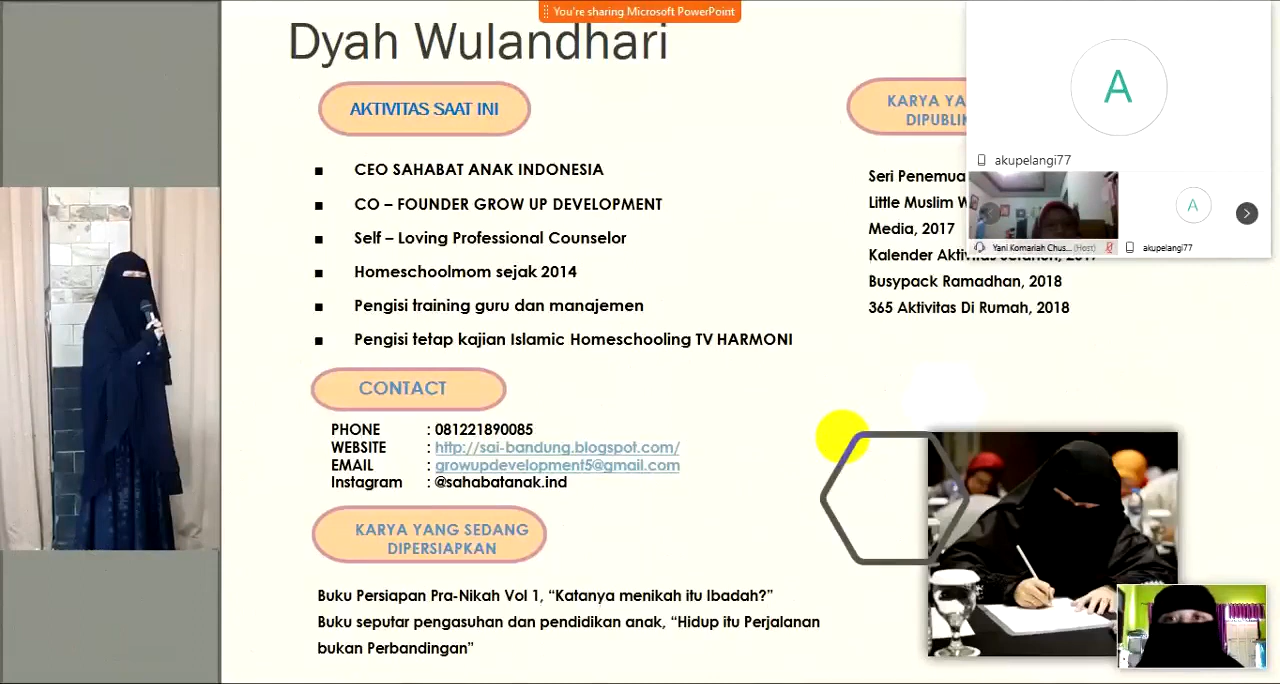 You're sharing Microsoft PowerPoint
Dyah Wulandhari
AKTIVITAS SAAT INI
▪ CEO SAHABAT ANAK INDONESIA
▪ CO – FOUNDER GROW UP DEVELOPMENT
▪ Self – Loving Professional Counselor
▪ Homeschoolmom sejak 2014
▪ Pengisi training guru dan manajemen
▪ Pengisi tetap kajian Islamic Homeschooling TV HARMONI
CONTACT
PHONE : 081221890085
WEBSITE : http://sai-bandung.blogspot.com/
EMAIL : growupdevelopment5@gmail.com
Instagram : @sahabatanak.ind
KARYA YANG SEDANG
DIPERSIAPKAN
Buku Persiapan Pra-Nikah Vol 1, “Katanya menikah itu Ibadah?”
Buku seputar pengasuhan dan pendidikan anak, “Hidup itu Perjalanan
bukan Perbandingan”
KARYA YA
DIPUBLI
Seri Penemua
Little Muslim W
Media, 2017
Kalender Aktivitas Setahun, 2017
Busypack Ramadhan, 2018
365 Aktivitas Di Rumah, 2018
A
akupelangi77
Yani Komariah Chus... (Host)
A
akupelangi77